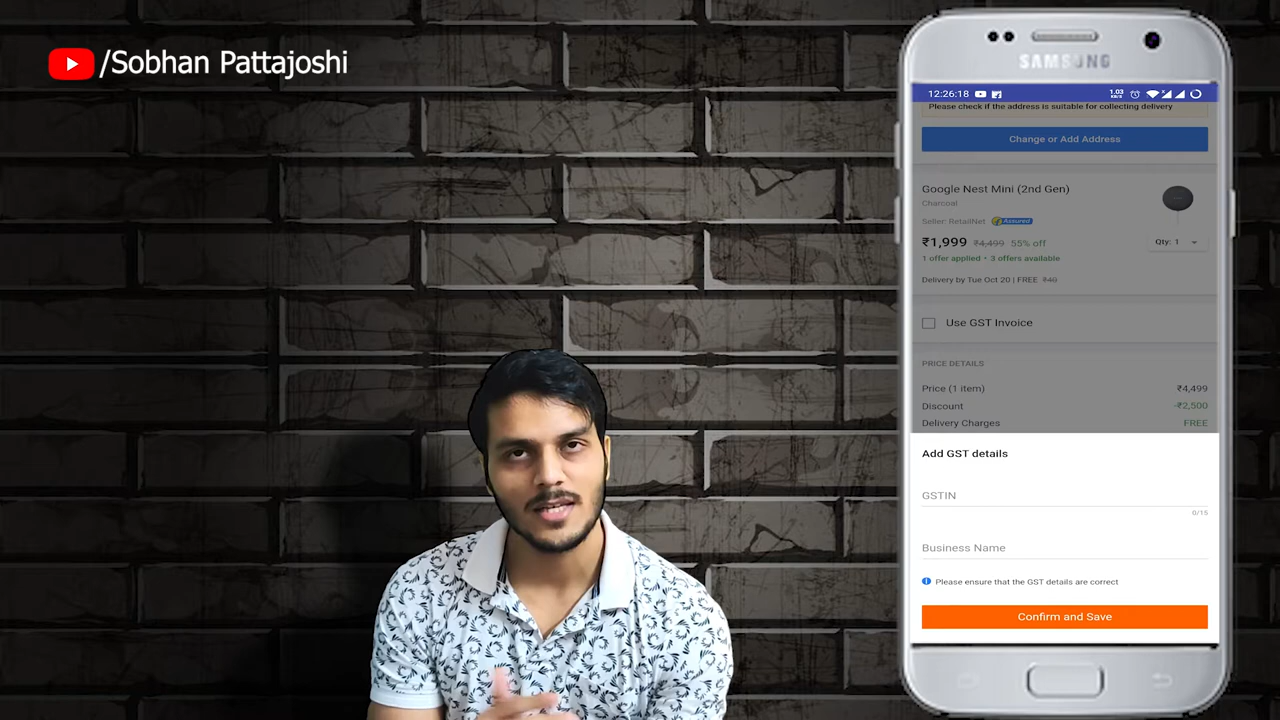 /Sobhan Pattajoshi
SAMSUNG
12:26:18 1.03 KB/S
Please check if the address is suitable for collecting delivery
Change or Add Address
Google Nest Mini (2nd Gen)
Charcoal
Seller: RetailNet Assured
₹1,999 ₹4,499 55% off Qty: 1
1 offer applied • 3 offers available
Delivery by Tue Oct 20 | FREE ₹40
Use GST Invoice
PRICE DETAILS
Price (1 item) ₹4,499
Discount -₹2,500
Delivery Charges FREE
Add GST details
GSTIN
0/15
Business Name
Please ensure that the GST details are correct
Confirm and Save